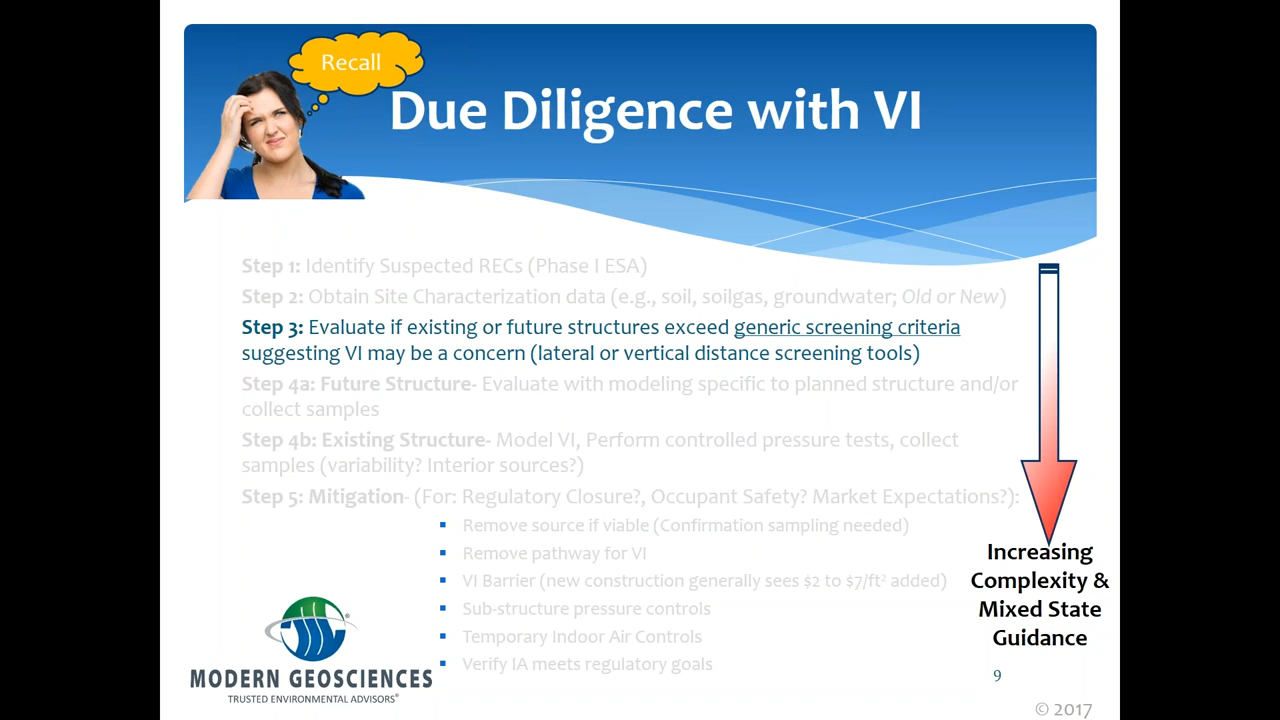 Recall
Due Diligence with VI
Step 1: Identify Suspected RECs (Phase I ESA)
Step 2: Obtain Site Characterization data (e.g., soil, soilgas, groundwater; Old or New)
Step 3: Evaluate if existing or future structures exceed generic screening criteria
suggesting VI may be a concern (lateral or vertical distance screening tools)
Step 4a: Future Structure- Evaluate with modeling specific to planned structure and/or
collect samples
Step 4b: Existing Structure- Model VI, Perform controlled pressure tests, collect
samples (variability? Interior sources?)
Step 5: Mitigation- (For: Regulatory Closure?, Occupant Safety? Market Expectations?):
▪ Remove source if viable (Confirmation sampling needed)
▪ Remove pathway for VI
▪ VI Barrier (new construction generally sees $2 to $7/ft² added)
▪ Sub-structure pressure controls
▪ Temporary Indoor Air Controls
▪ Verify IA meets regulatory goals
Increasing
Complexity &
Mixed State
Guidance
MODERN GEOSCIENCES
TRUSTED ENVIRONMENTAL ADVISORS®
9
© 2017